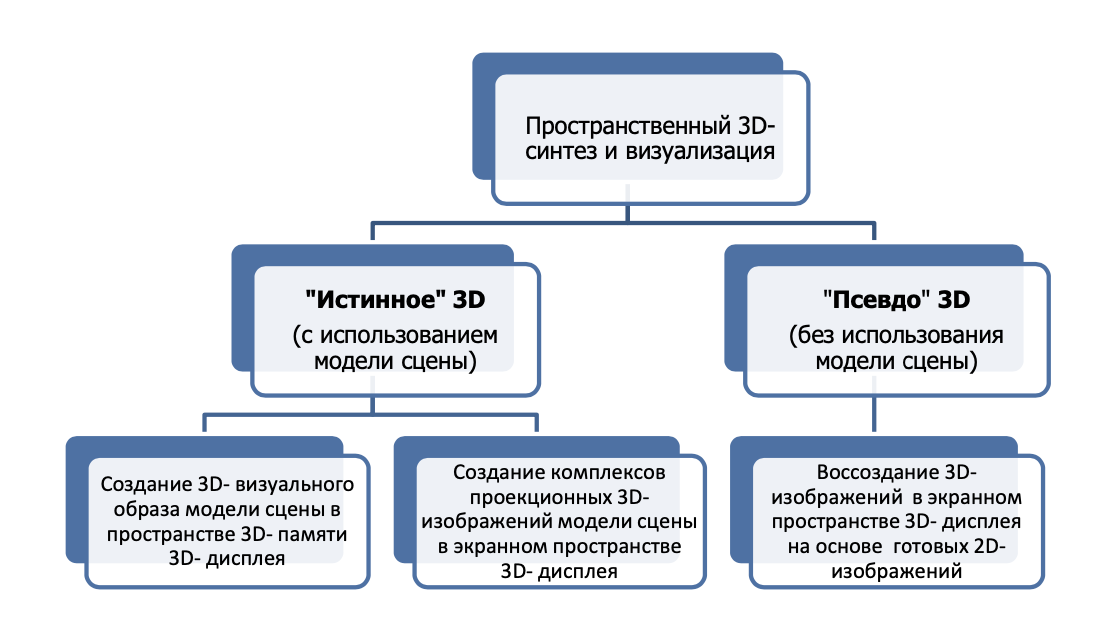 Пространственный 3D-
синтез и визуализация
"Истинное" 3D
(с использованием
модели сцены)
"Псевдо" 3D
(без использования
модели сцены)
Создание 3D- визуального
образа модели сцены в
пространстве 3D- памяти
3D- дисплея
Создание комплексов
проекционных 3D-
изображений модели сцены
в экранном пространстве
3D- дисплея
Воссоздание 3D-
изображений в экранном
пространстве 3D- дисплея
на основе готовых 2D-
изображений